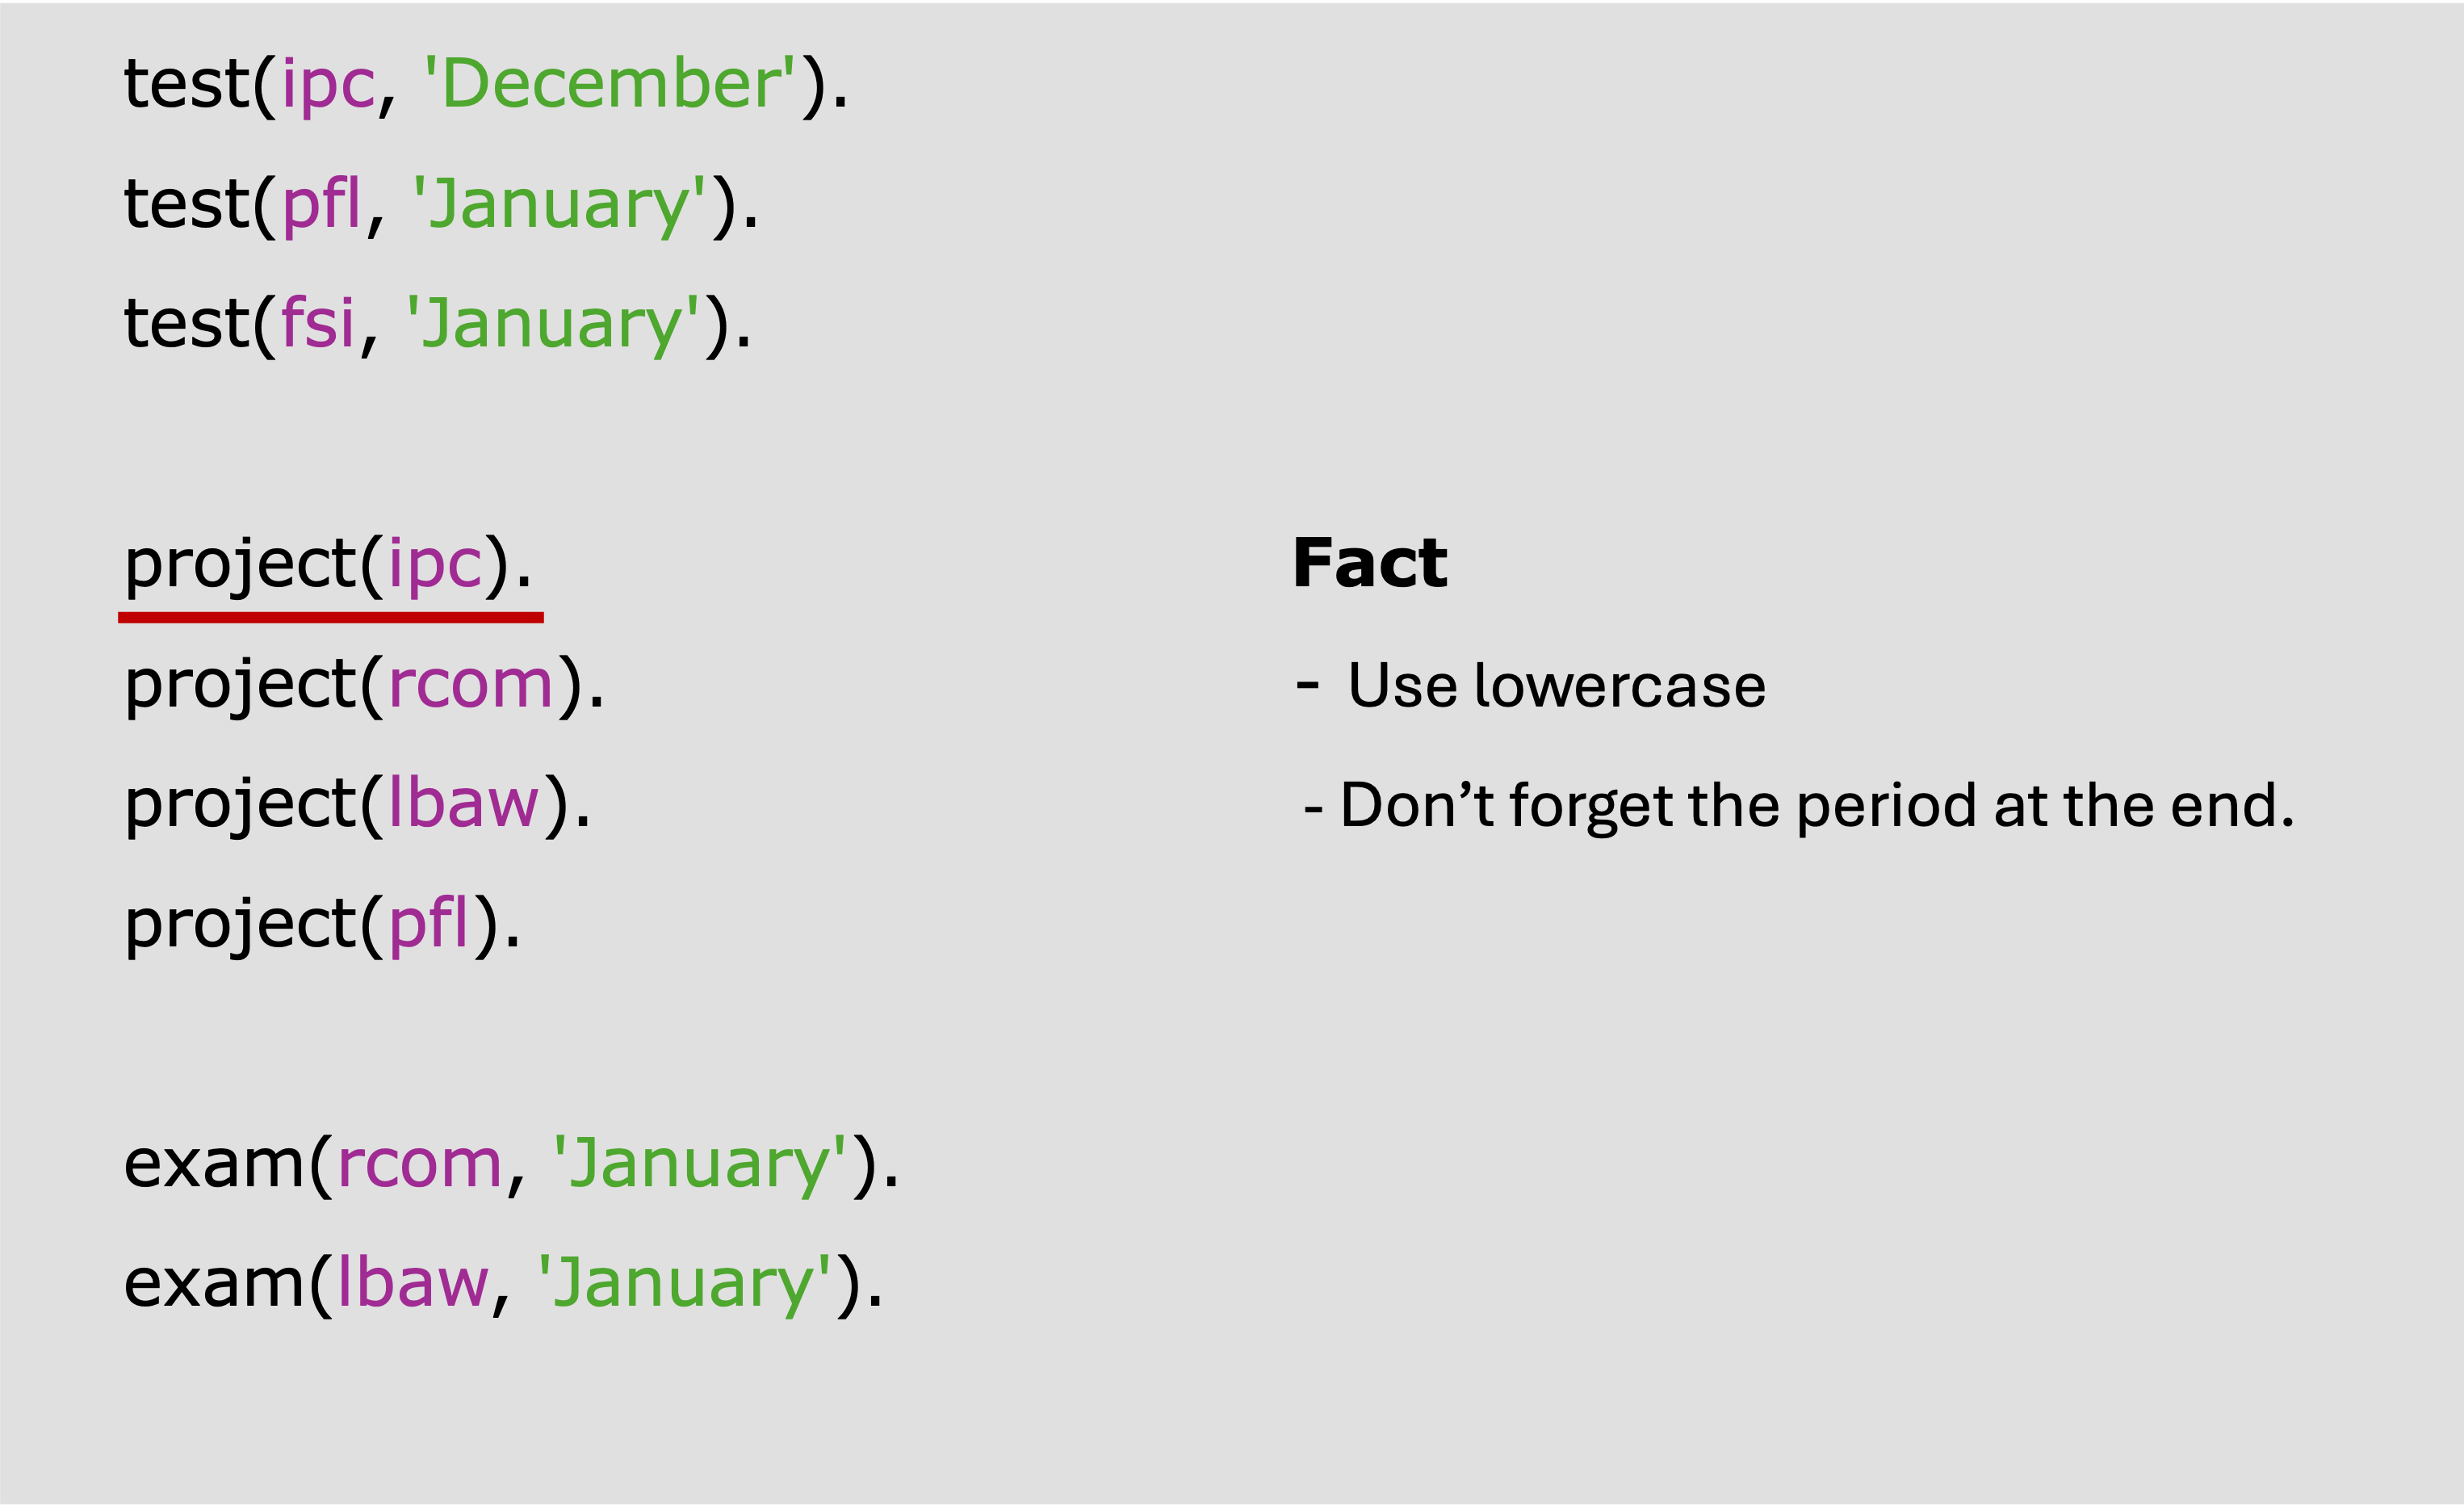 test(ipc, 'December').
test(pfl, 'January').
test(fsi, 'January').
project(ipc).
project(rcom).
project(lbaw).
project(pfl).
exam(rcom, 'January').
exam(lbaw, 'January').
Fact
- Use lowercase
- Don’t forget the period at the end.